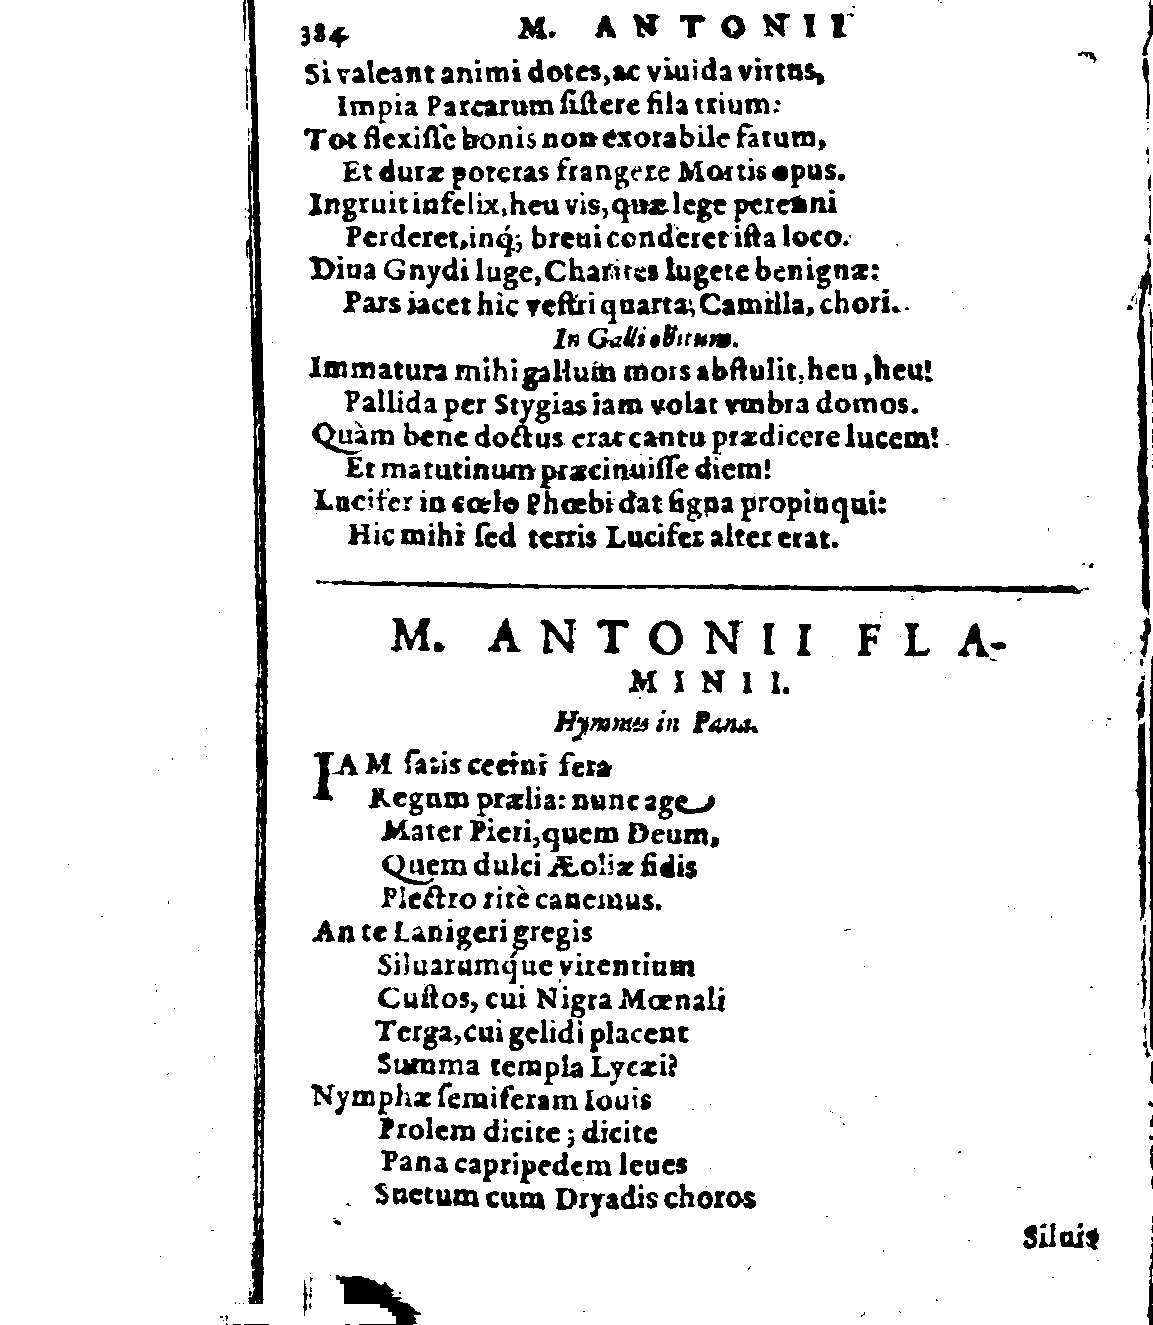 384 M. ANTONII
Si valeant animi dotes, ac viuida virtus,
Impia Parcarum ſiſtere fila trium:
Tot flexiſſe bonis non exorabile fatum,
Et duræ poteras frangere Mortis opus.
Ingruit infelix, heu vis, quæ lege perenni
Perderet, inq́; breui conderet iſta loco.
Diua Gnydi luge, Charites lugete benignæ:
Pars iacet hic veſtri quarta, Camilla, chori.
In Galli obitum.
Immatura mihi gallum mors abſtulit, heu, heu!
Pallida per Stygias iam volat vmbra domos.
Quàm bene doctus erat cantu prædicere lucem!
Et matutinum præcinuiſſe diem!
Lucifer in cœlo Phœbi dat ſigna propinqui:
Hic mihi ſed terris Lucifer alter erat.
M. ANTONII FLA-
MINII.
Hymnus in Pana.
IAM ſatis cecini fera
Regum prælia: nunc age
Mater Pieri, quem Deum,
Quem dulci Æoliæ fidis
Plectro ritè canemus.
An te Lanigeri gregis
Siluarumq́ue virentium
Cuſtos, cui Nigra Mœnali
Terga, cui gelidi placent
Summa templa Lycæi?
Nymphæ ſemiferam Iouis
Prolem dicite; dicite
Pana capripedem leues
Suetum cum Dryadis choros
Siluis